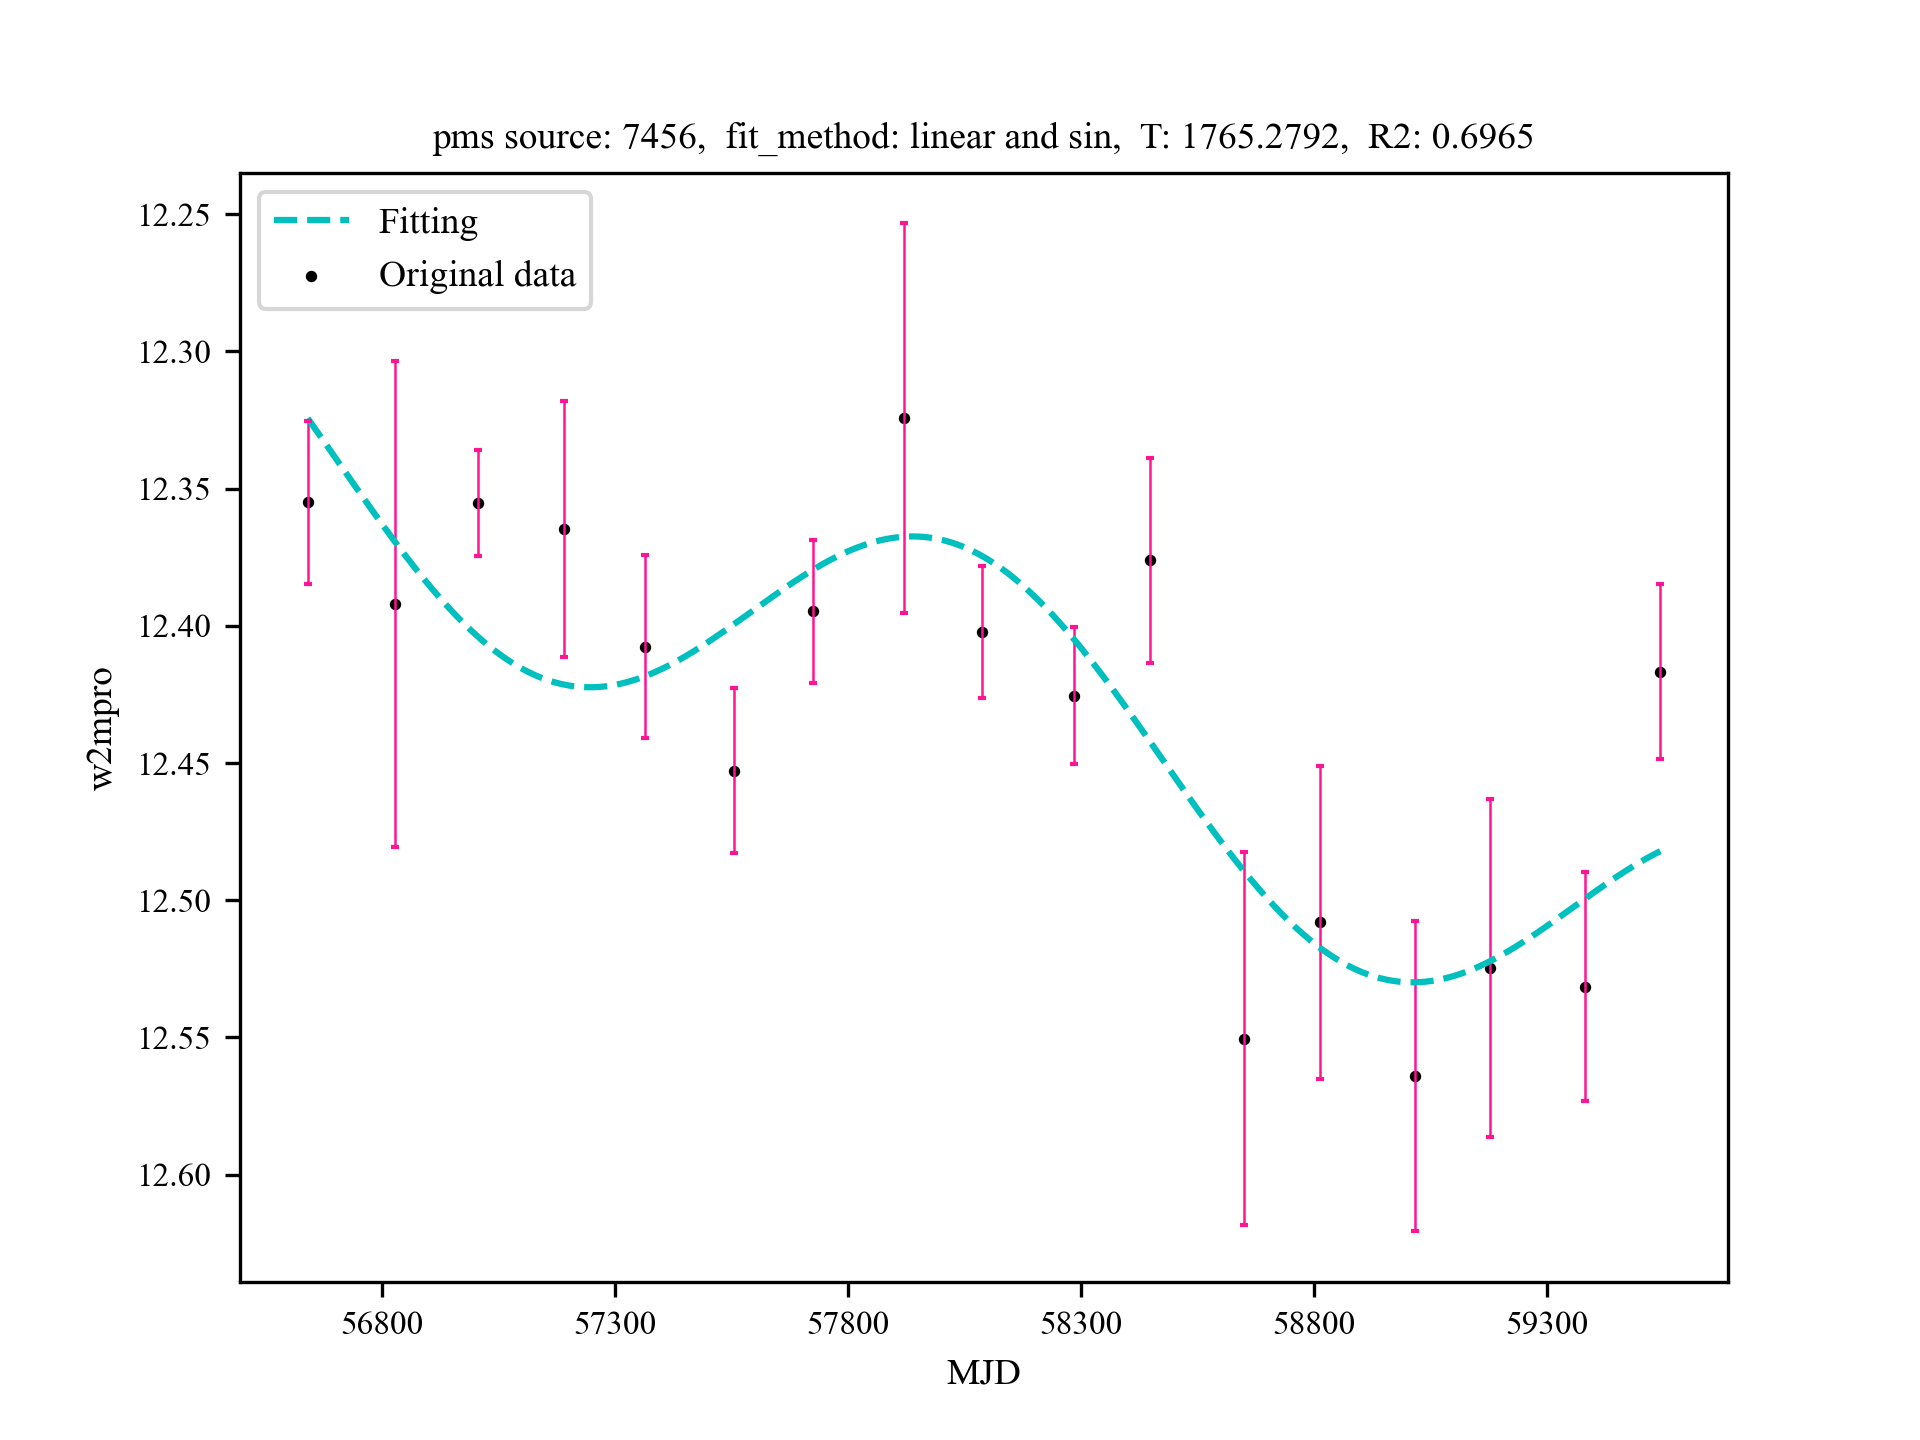 pms source: 7456, fit_method: linear and sin, T: 1765.2792, R2: 0.6965
Fitting
Original data
12.25
12.30
12.35
12.40
12.45
12.50
12.55
12.60
w2mpro
56800 57300 57800 58300 58800 59300
MJD